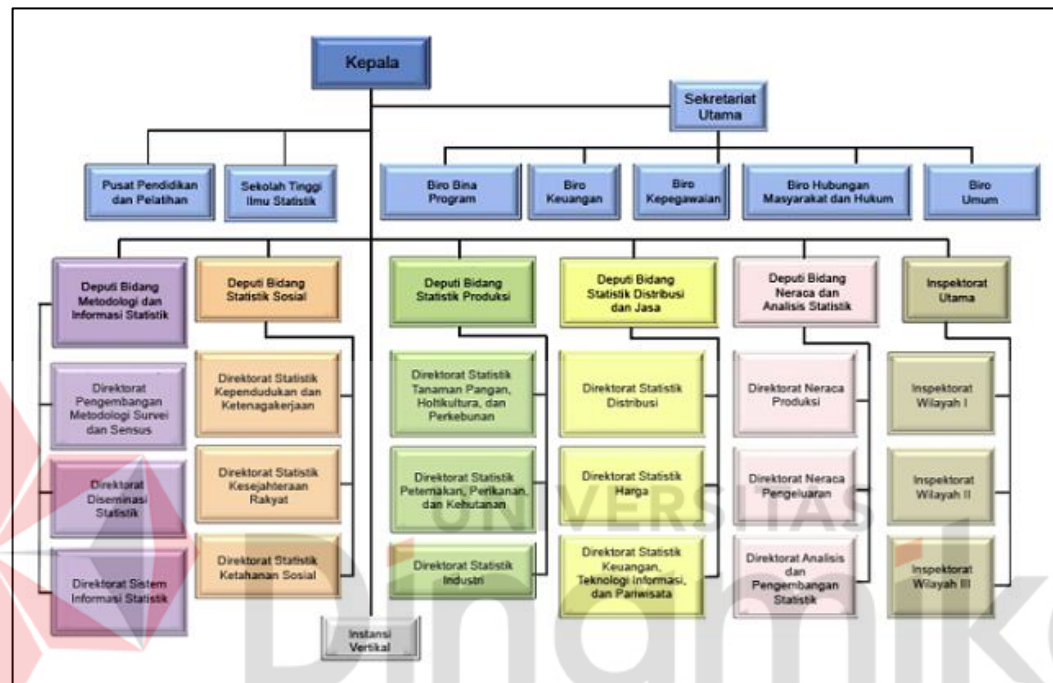 Kepala
Sekretariat
Utama
Pusat Pendidikan
dan Pelatihan
Sekolah Tinggi
Ilmu Statistik
Biro Bina
Program
Biro
Keuangan
Biro
Kepegawaian
Biro Hubungan
Masyarakat dan Hukum
Biro
Umum
Deputi Bidang
Metodologi dan
Informasi Statistik
Deputi Bidang
Statistik Sosial
Deputi Bidang
Statistik Produksi
Deputi Bidang
Statistik Distribusi
dan Jasa
Deputi Bidang
Neraca dan
Analisis Statistik
Inspektorat
Utama
Direktorat
Pengembangan
Metodologi Survei
dan Sensus
Direktorat Statistik
Kependudukan dan
Ketenagakerjaan
Direktorat Statistik
Tanaman Pangan,
Holtikultura, dan
Perkebunan
Direktorat Statistik
Distribusi
Direktorat Neraca
Produksi
Inspektorat
Wilayah I
Direktorat
Diseminasi
Statistik
Direktorat Statistik
Kesejahteraan
Rakyat
Direktorat Statistik
Peternakan, Perikanan,
dan Kehutanan
Direktorat Statistik
Harga
Direktorat Neraca
Pengeluaran
Inspektorat
Wilayah II
Direktorat Sistem
Informasi Statistik
Direktorat Statistik
Ketahanan Sosial
Direktorat Statistik
Industri
Direktorat Statistik
Keuangan,
Teknologi Informasi,
dan Pariwisata
Direktorat Analisis
dan
Pengembangan
Statistik
Inspektorat
Wilayah III
Instansi
Vertikal
UNIVERSITAS
Dinamika